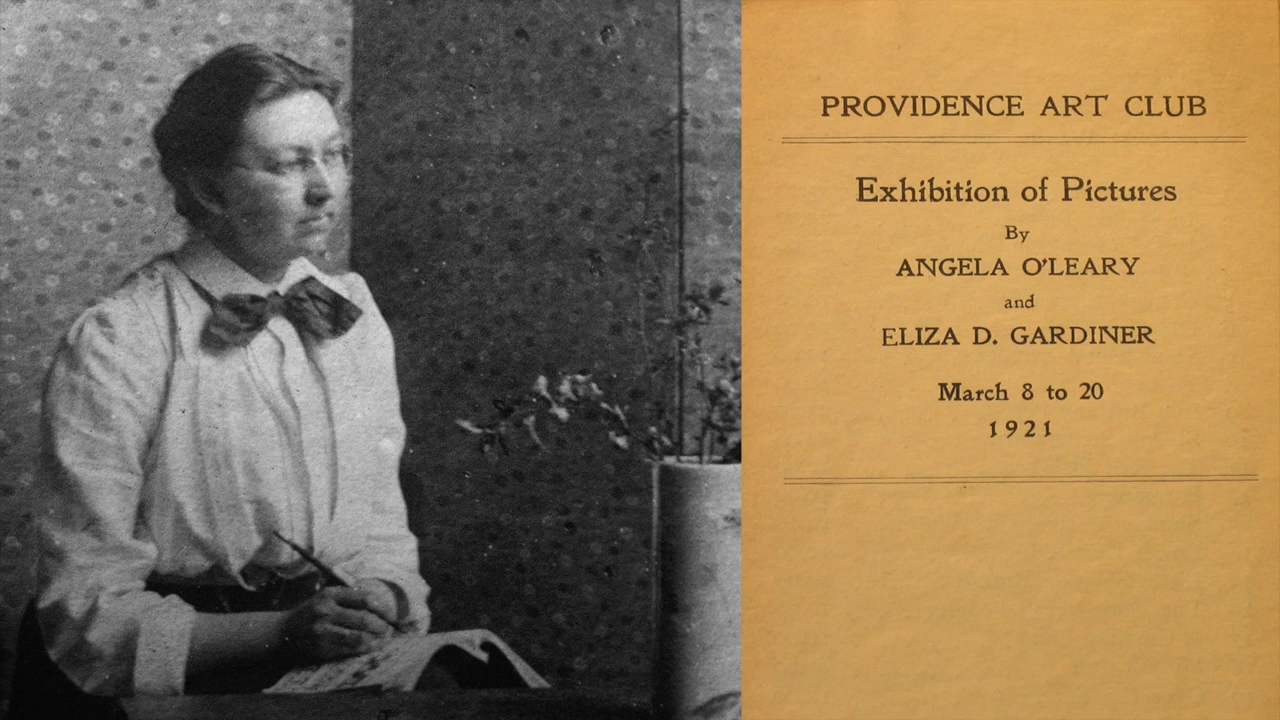 PROVIDENCE ART CLUB
Exhibition of Pictures
By
ANGELA O'LEARY
and
ELIZA D. GARDINER
March 8 to 20
1921